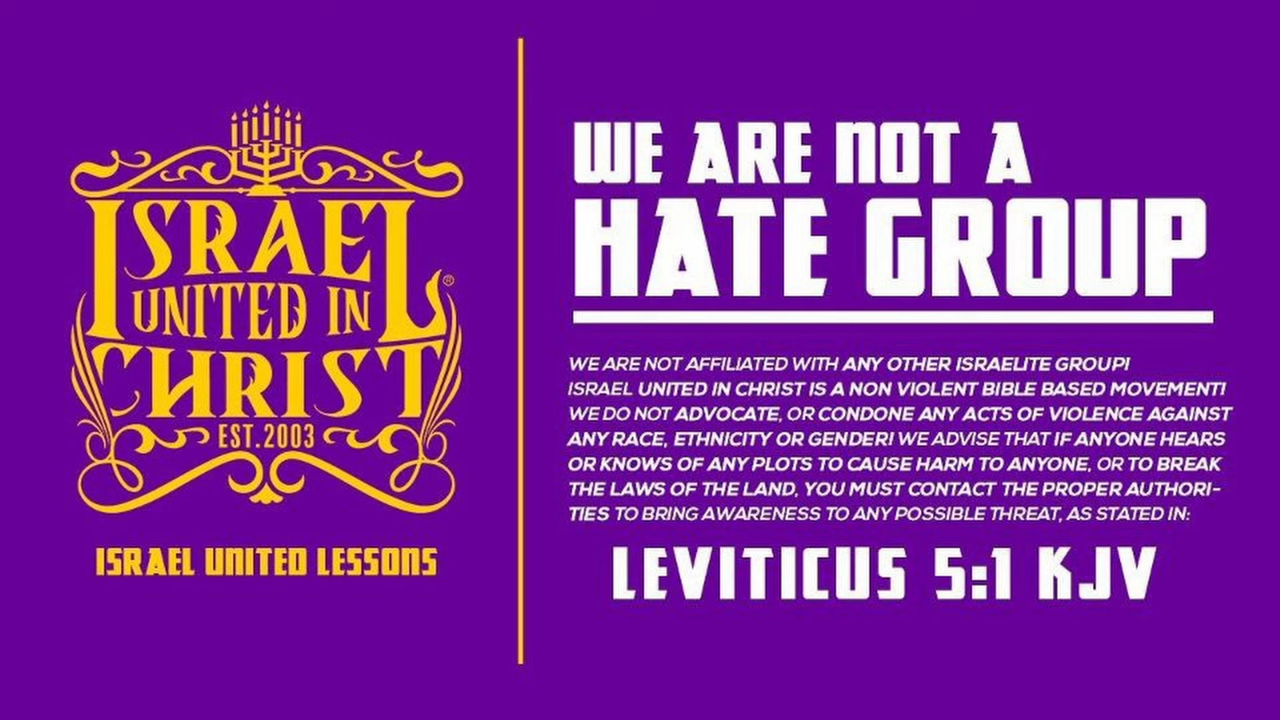 ISRAEL
UNITED IN
CHRIST
®
EST.2003
ISRAEL UNITED LESSONS
WE ARE NOT A
HATE GROUP
WE ARE NOT AFFILIATED WITH ANY OTHER ISRAELITE GROUP!
ISRAEL UNITED IN CHRIST IS A NON VIOLENT BIBLE BASED MOVEMENT!
WE DO NOT ADVOCATE, OR CONDONE ANY ACTS OF VIOLENCE AGAINST
ANY RACE, ETHNICITY OR GENDER! WE ADVISE THAT IF ANYONE HEARS
OR KNOWS OF ANY PLOTS TO CAUSE HARM TO ANYONE, OR TO BREAK
THE LAWS OF THE LAND, YOU MUST CONTACT THE PROPER AUTHORI-
TIES TO BRING AWARENESS TO ANY POSSIBLE THREAT, AS STATED IN:
LEVITICUS 5:1 KJV